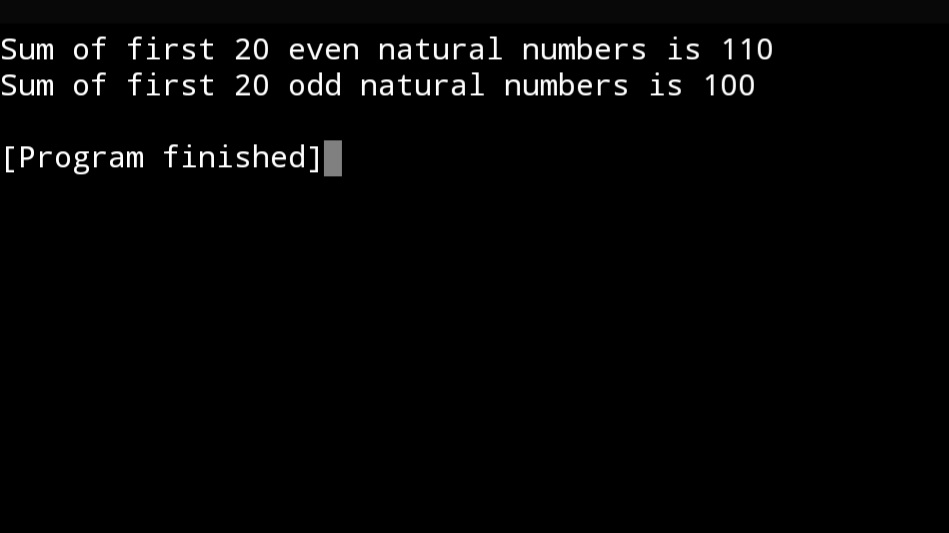 Sum of first 20 even natural numbers is 110
Sum of first 20 odd natural numbers is 100
[Program finished]